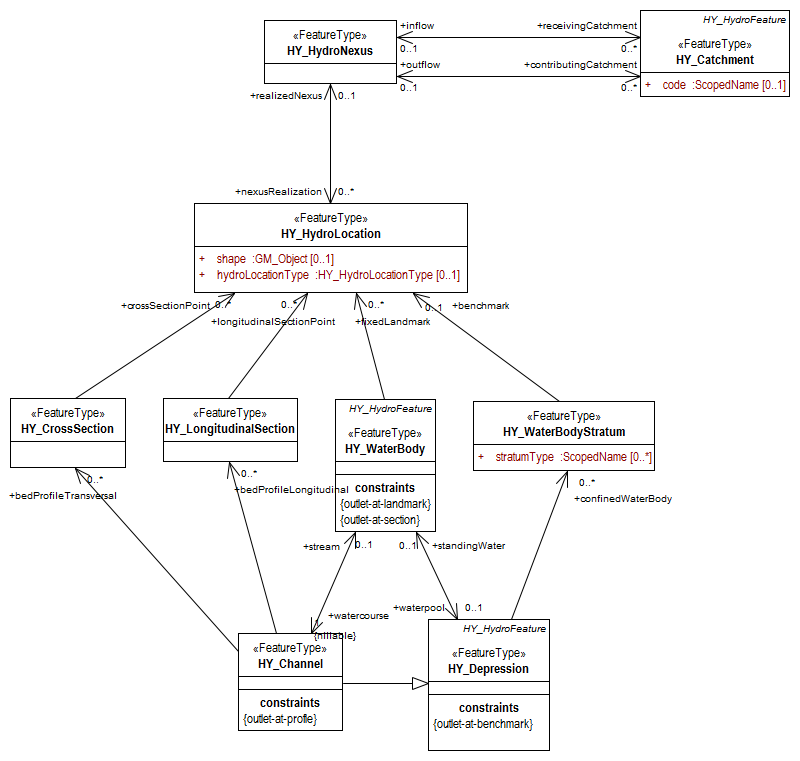 +inflow
+receivingCatchment
HY_HydroFeature
«FeatureType»
HY_HydroNexus
0..1
0..*
«FeatureType»
HY_Catchment
+outflow
+contributingCatchment
0..1
0..*
+ code :ScopedName [0..1]
+realizedNexus
0..1
+nexusRealization
0..*
«FeatureType»
HY_HydroLocation
+ shape :GM_Object [0..1]
+ hydroLocationType :HY_HydroLocationType [0..1]
+crossSectionPoint
0..*
0..*
+longitudinalSectionPoint
0..*
+fixedLandmark
0..1
+benchmark
«FeatureType»
HY_CrossSection
«FeatureType»
HY_LongitudinalSection
HY_HydroFeature
«FeatureType»
HY_WaterBody
constraints
{outlet-at-landmark}
{outlet-at-section}
«FeatureType»
HY_WaterBodyStratum
+ stratumType :ScopedName [0..*]
0..*
+bedProfileTransversal
0..*
+bedProfileLongitudinal
0..*
+confinedWaterBody
+stream
0..1
0..1
+standingWater
+watercourse
1
{nillable}
+waterpool
0..1
«FeatureType»
HY_Channel
constraints
{outlet-at-profile}
HY_HydroFeature
«FeatureType»
HY_Depression
constraints
{outlet-at-benchmark}